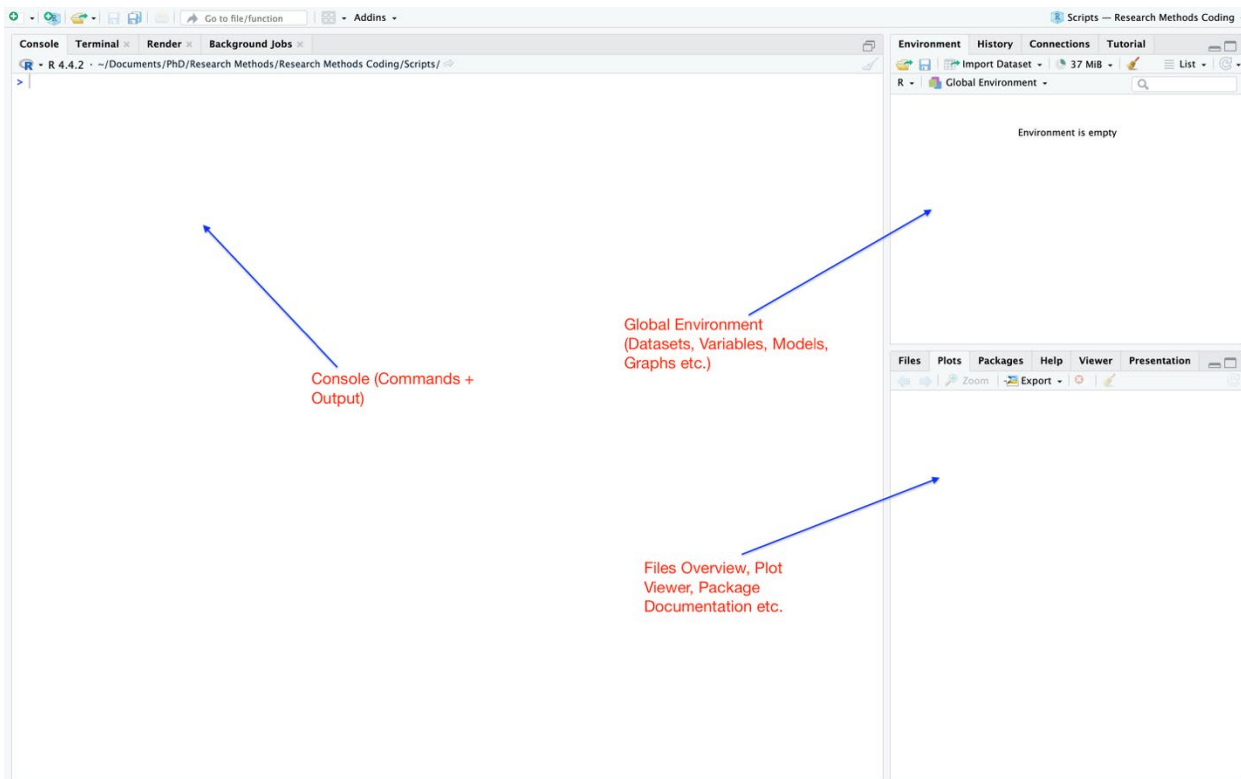 Go to file/function
Addins
Scripts — Research Methods Coding
Console Terminal Render Background Jobs
R 4.4.2 · ~/Documents/PhD/Research Methods/Research Methods Coding/Scripts/
>
Environment History Connections Tutorial
Import Dataset 37 MiB List
R Global Environment
Environment is empty
Global Environment
(Datasets, Variables, Models,
Graphs etc.)
Console (Commands +
Output)
Files Plots Packages Help Viewer Presentation
Zoom Export
Files Overview, Plot
Viewer, Package
Documentation etc.